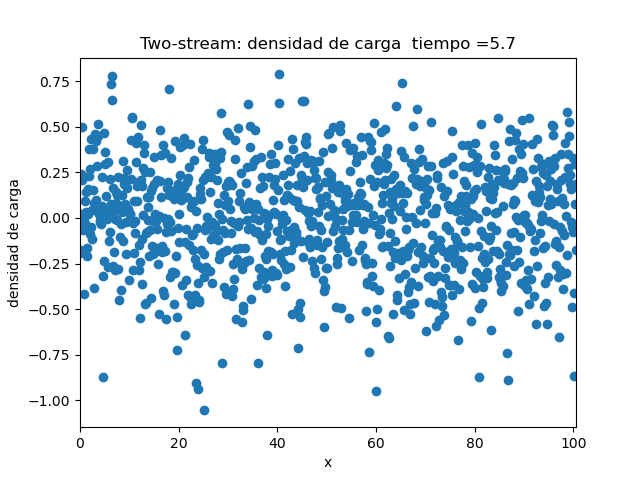 Two-stream: densidad de carga  tiempo =5.7
densidad de carga
0.75
0.50
0.25
0.00
−0.25
−0.50
−0.75
−1.00
0 20 40 60 80 100
x